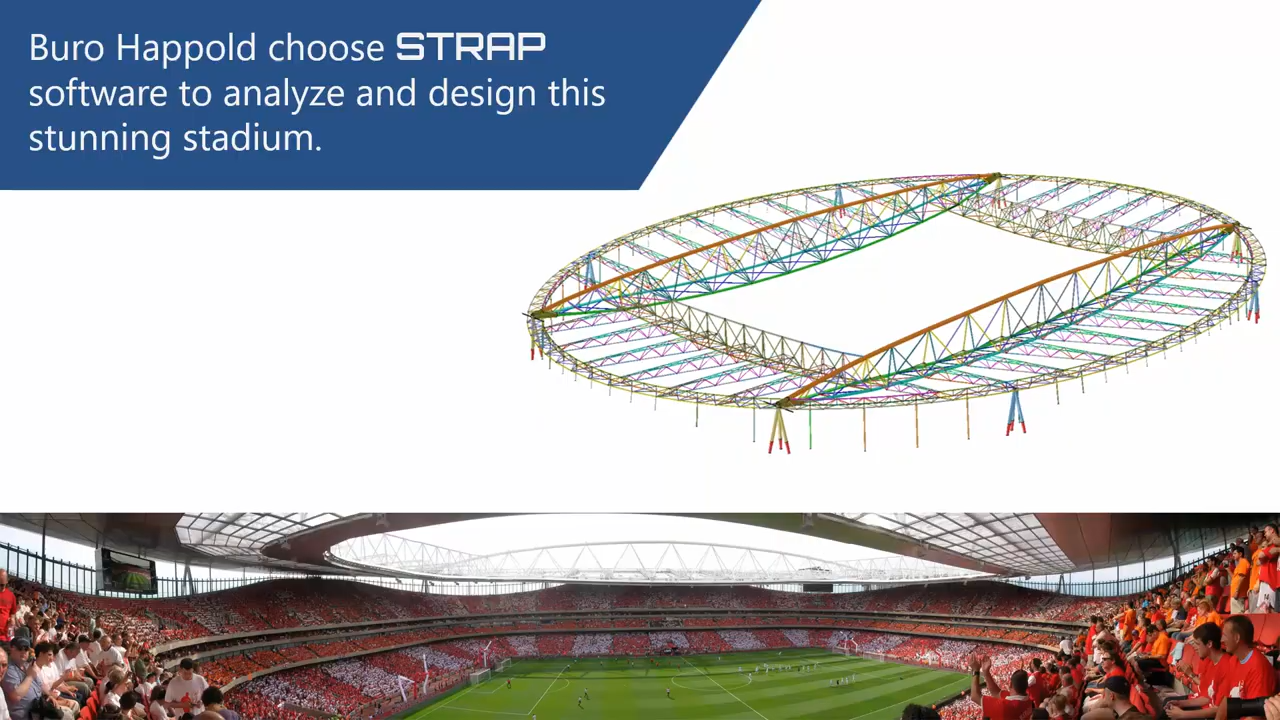 Buro Happold choose STRAP
software to analyze and design this
stunning stadium.